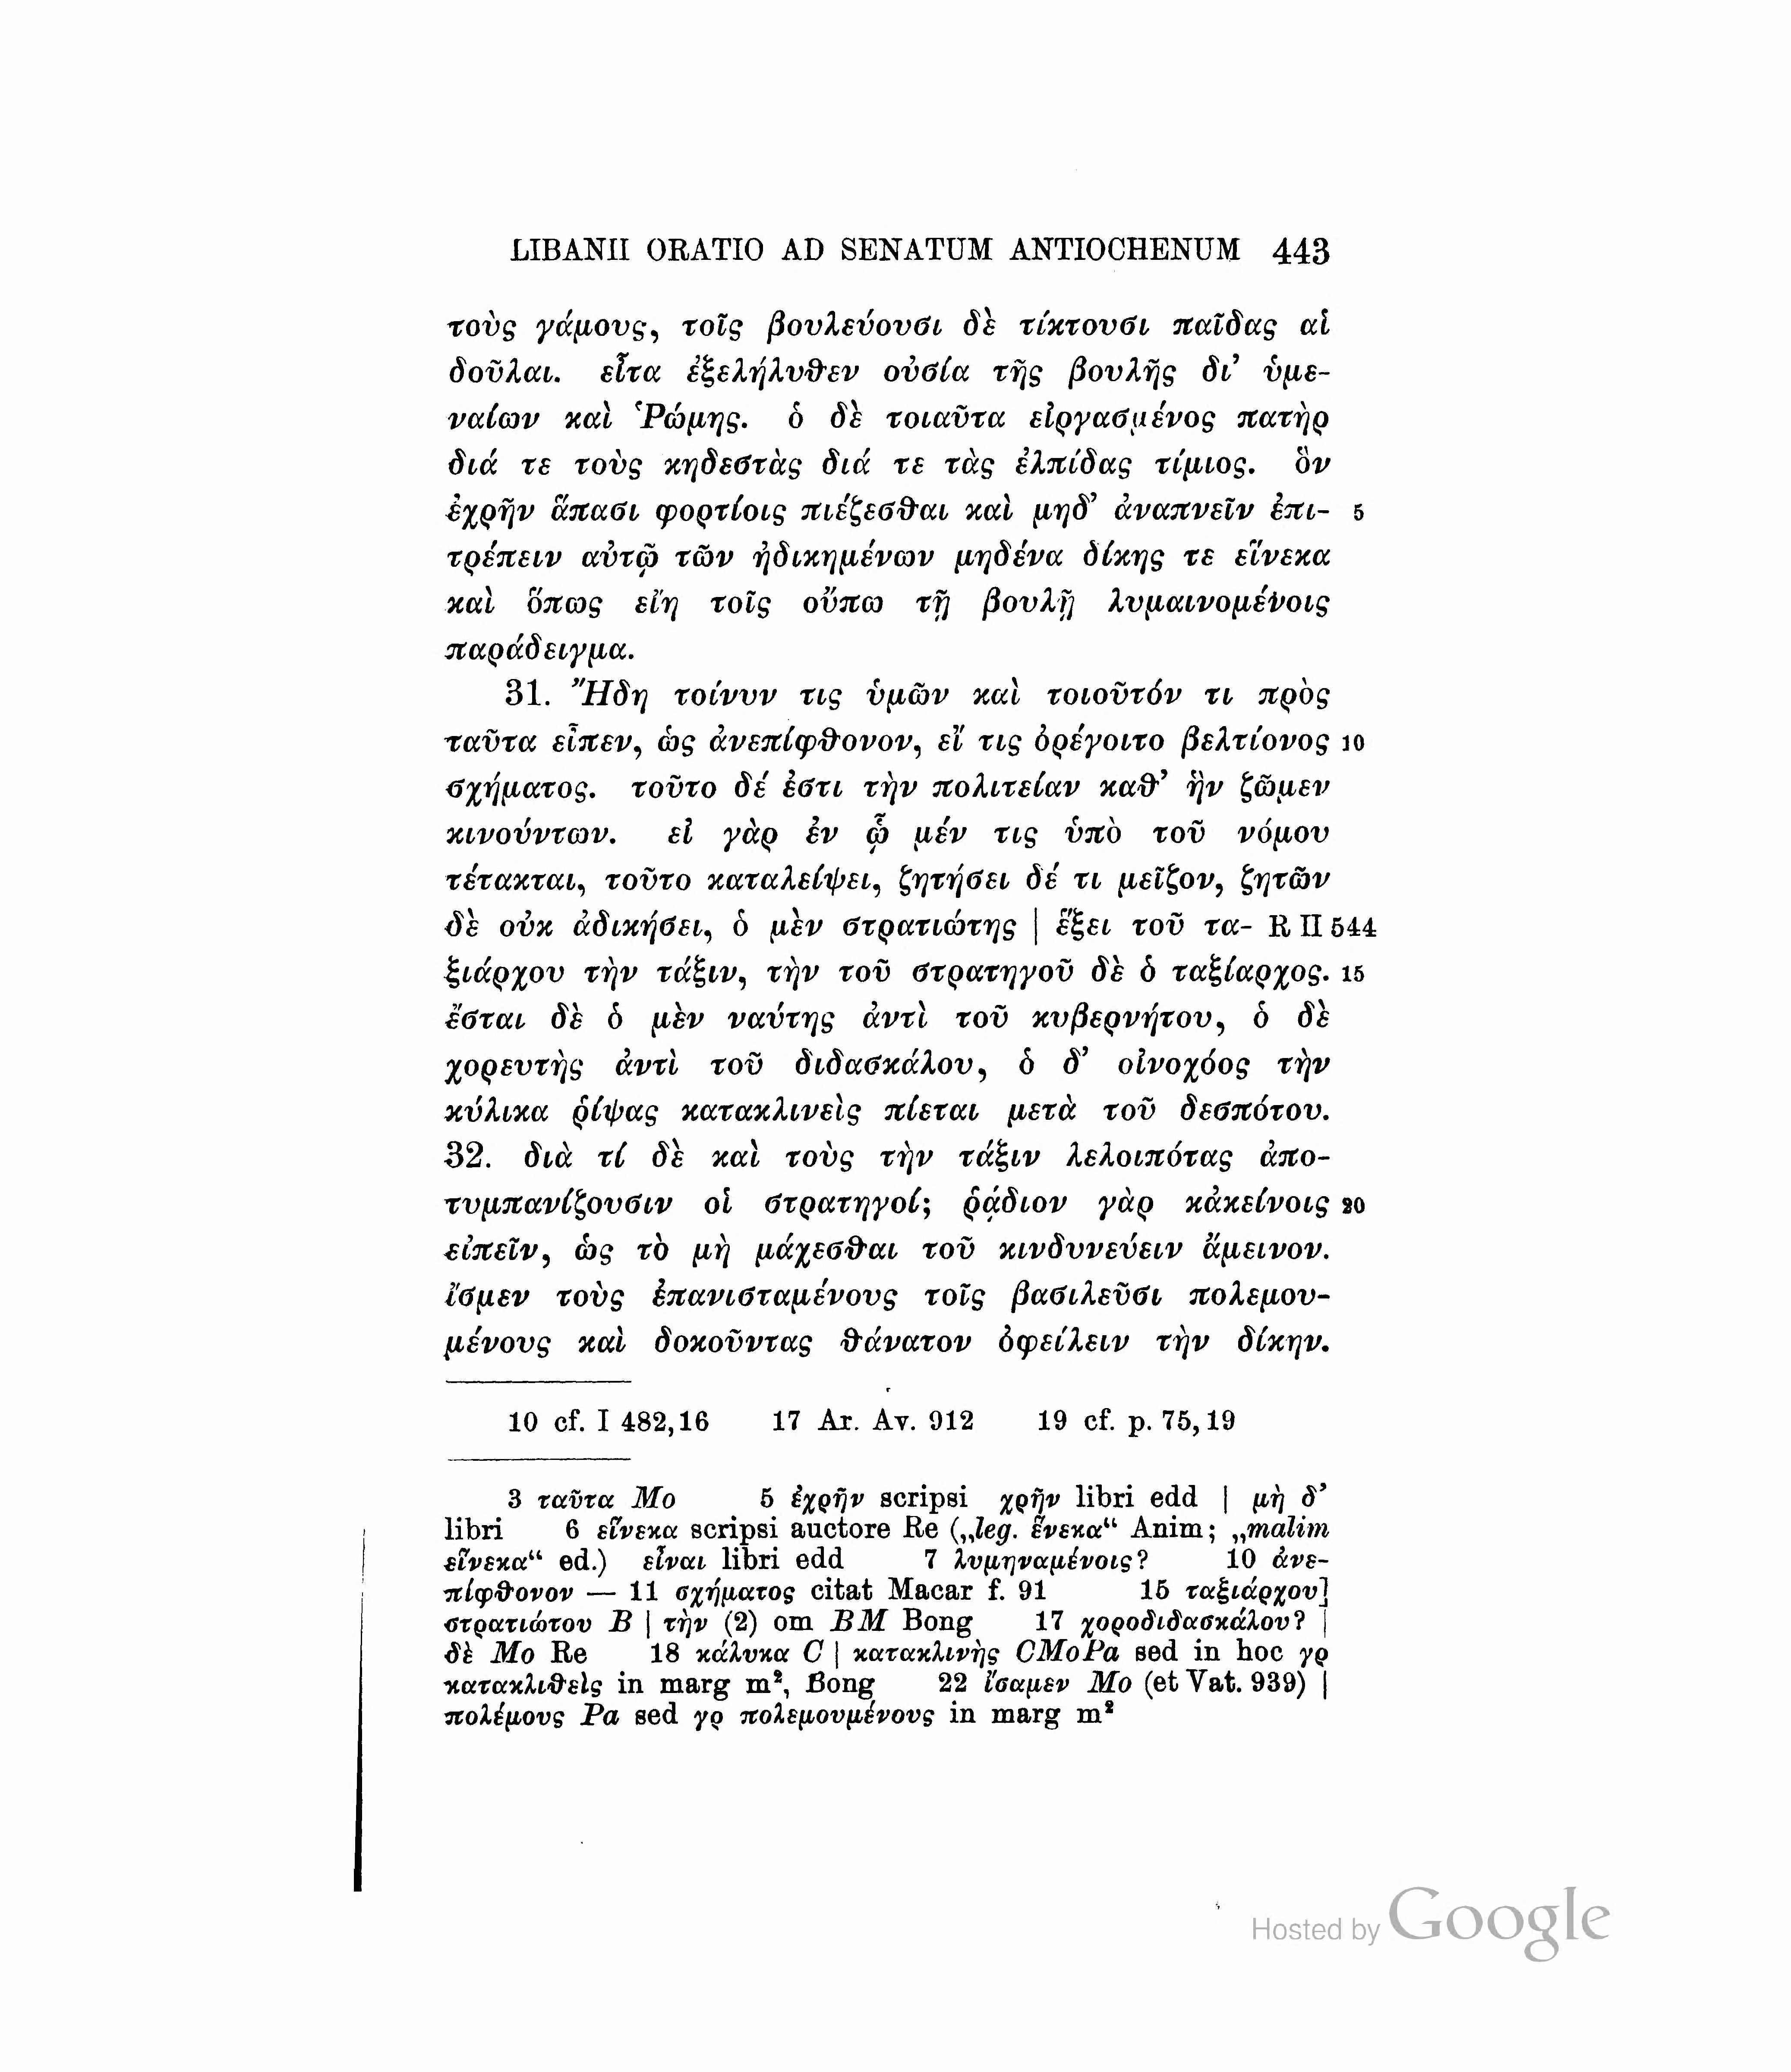 LIBANII ORATIO AD SENATUM ANTIOCHENUM 443
τοὺς γάμους, τοῖς βουλεύουσι δὲ τίκτουσι παῖδας αἱ
δοῦλαι. εἶτα ἐξελήλυθεν οὐσία τῆς βουλῆς δι’ ὑμε-
ναίων καὶ Ῥώμης. ὁ δὲ τοιαῦτα εἰργασμένος πατὴρ
διά τε τοὺς κηδεστὰς διά τε τὰς ἐλπίδας τίμιος. ὃν
ἐχρῆν ἅπασι φορτίοις πιέζεσθαι καὶ μηδ’ ἀναπνεῖν ἐπι- 5
τρέπειν αὐτῷ τῶν ἠδικημένων μηδένα δίκης τε εἵνεκα
καὶ ὅπως εἴη τοῖς οὔπω τῇ βουλῇ λυμαινομένοις
παράδειγμα.
31. Ἤδη τοίνυν τις ὑμῶν καὶ τοιοῦτόν τι πρὸς
ταῦτα εἶπεν, ὡς ἀνεπίφθονον, εἴ τις ὀρέγοιτο βελτίονος 10
σχήματος. τοῦτο δέ ἐστι τὴν πολιτείαν καθ’ ἣν ζῶμεν
κινούντων. εἰ γὰρ ἐν ᾧ μέν τις ὑπὸ τοῦ νόμου
τέτακται, τοῦτο καταλείψει, ζητήσει δέ τι μεῖζον, ζητῶν
δὲ οὐκ ἀδικήσει, ὁ μὲν στρατιώτης | ἕξει τοῦ τα- R II 544
ξιάρχου τὴν τάξιν, τὴν τοῦ στρατηγοῦ δὲ ὁ ταξίαρχος. 15
ἔσται δὲ ὁ μὲν ναύτης ἀντὶ τοῦ κυβερνήτου, ὁ δὲ
χορευτὴς ἀντὶ τοῦ διδασκάλου, ὁ δ’ οἰνοχόος τὴν
κύλικα ῥίψας κατακλινεὶς πίεται μετὰ τοῦ δεσπότου.
32. διὰ τί δὲ καὶ τοὺς τὴν τάξιν λελοιπότας ἀπο-
τυμπανίζουσιν οἱ στρατηγοί; ῥᾴδιον γὰρ κἀκείνοις 20
εἰπεῖν, ὡς τὸ μὴ μάχεσθαι τοῦ κινδυνεύειν ἄμεινον.
ἴσμεν τοὺς ἐπανισταμένους τοῖς βασιλεῦσι πολεμου-
μένους καὶ δοκοῦντας θάνατον ὀφείλειν τὴν δίκην.
10 cf. I 482,16 17 Ar. Av. 912 19 cf. p. 75,19
3 ταῦτα Mo 5 ἐχρῆν scripsi χρῆν libri edd | μὴ δ’
libri 6 εἵνεκα scripsi auctore Re („leg. ἕνεκα“ Anim; „malim
εἵνεκα“ ed.) εἶναι libri edd 7 λυμηναμένοις? 10 ἀνε-
πίφθονον — 11 σχήματος citat Macar f. 91 15 ταξιάρχου]
στρατιώτου B | τὴν (2) om BM Bong 17 χοροδιδασκάλου? |
δὲ Mo Re 18 κάλυκα C | κατακλινὴς CMoPa sed in hoc γρ
κατακλιθεὶς in marg m², Bong 22 ἴσαμεν Mo (et Vat. 939) |
πολέμους Pa sed γρ πολεμουμένους in marg m²
Hosted by Google